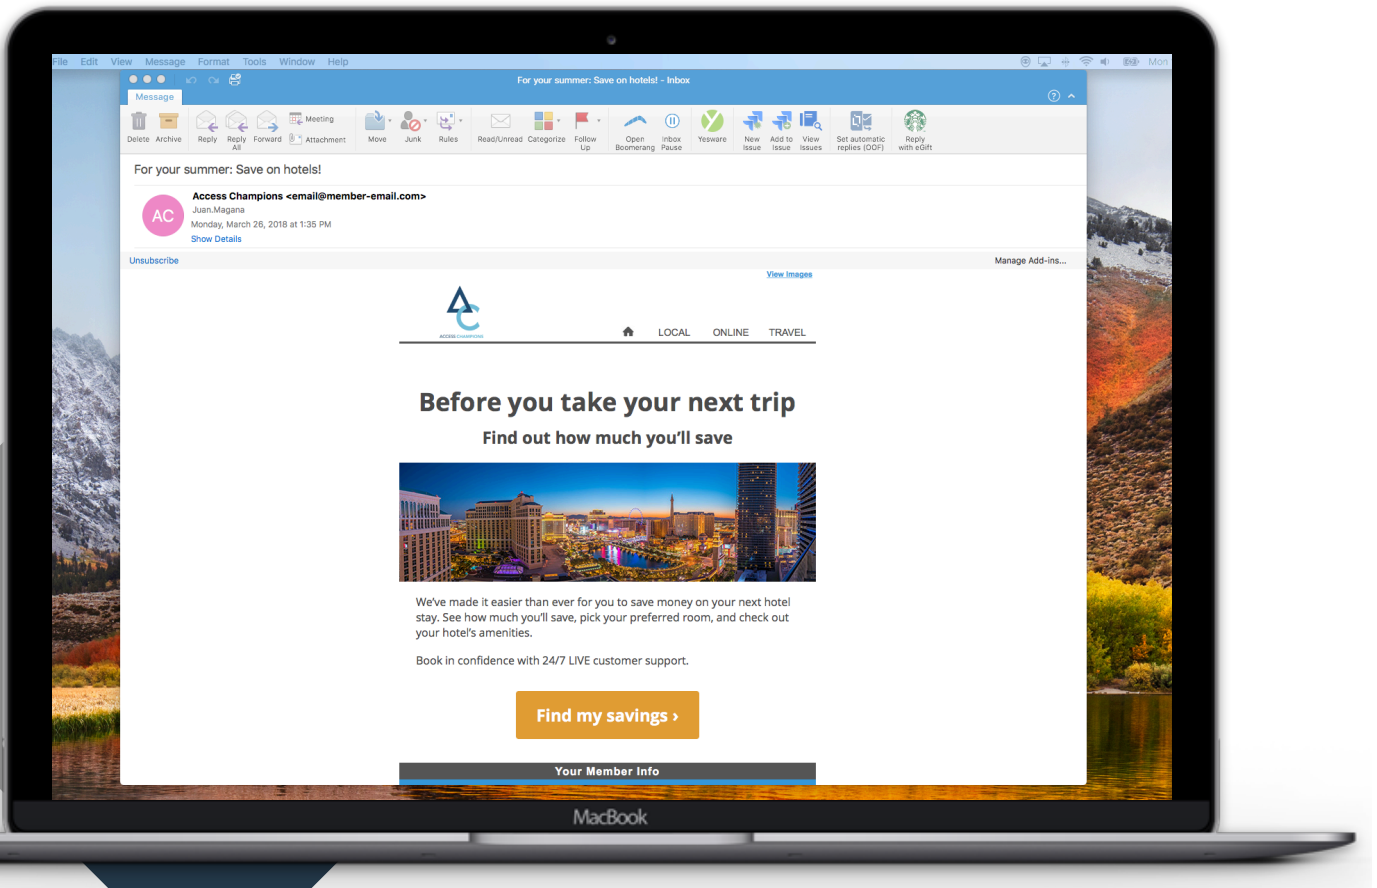 File Edit View Message Format Tools Window Help Mon
For your summer: Save on hotels! - Inbox
Message
Delete Archive Reply Reply All Forward Meeting Attachment Move Junk Rules Read/Unread Categorize Follow Up Open Boomerang Inbox Pause Yesware New Issue Add to Issue View Issues Set automatic replies (OOF) Reply with eGift
For your summer: Save on hotels!
AC
Access Champions <email@member-email.com>
Juan.Magana
Monday, March 26, 2018 at 1:35 PM
Show Details
Unsubscribe Manage Add-ins...
View Images
AC
ACCESS CHAMPIONS
LOCAL ONLINE TRAVEL
Before you take your next trip
Find out how much you'll save
We've made it easier than ever for you to save money on your next hotel
stay. See how much you'll save, pick your preferred room, and check out
your hotel's amenities.
Book in confidence with 24/7 LIVE customer support.
Find my savings ›
Your Member Info
MacBook